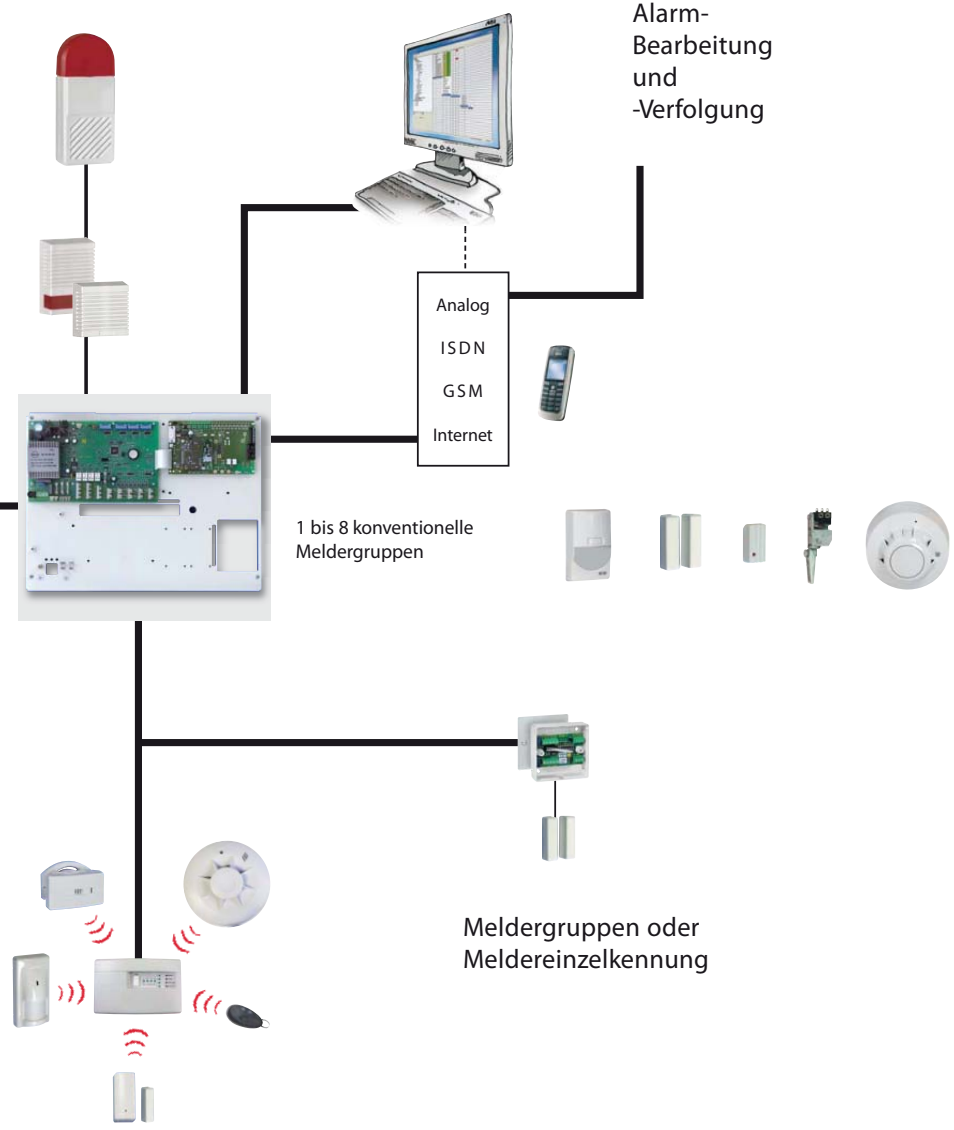 Alarm-
Bearbeitung
und
-Verfolgung
Analog
ISDN
GSM
Internet
1 bis 8 konventionelle
Meldergruppen
Meldergruppen oder
Meldereinzelkennung